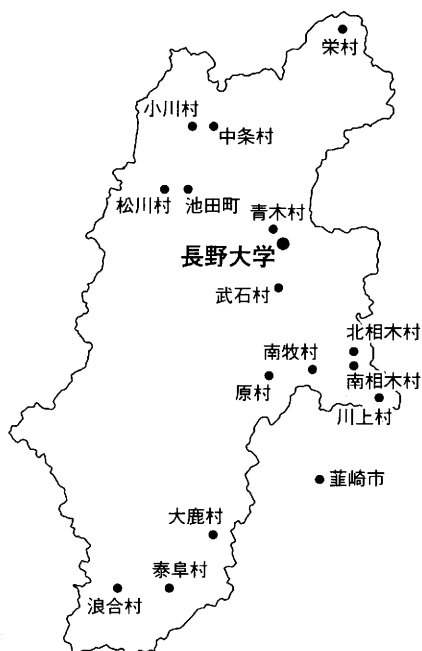 栄村
小川村
中条村
松川村
池田町
青木村
長野大学
武石村
北相木村
南牧村
南相木村
原村
川上村
韮崎市
大鹿村
泰阜村
浪合村